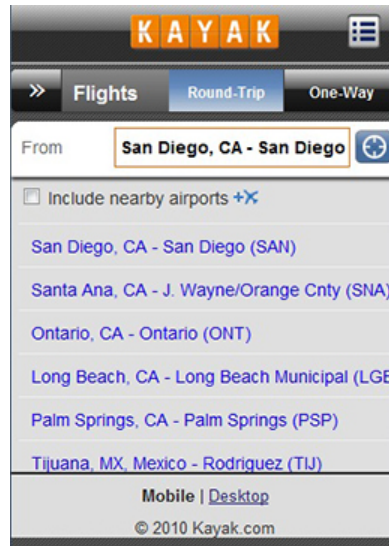 KAYAK
» Flights Round-Trip One-Way
From San Diego, CA - San Diego
Include nearby airports +
San Diego, CA - San Diego (SAN)
Santa Ana, CA - J. Wayne/Orange Cnty (SNA)
Ontario, CA - Ontario (ONT)
Long Beach, CA - Long Beach Municipal (LGB
Palm Springs, CA - Palm Springs (PSP)
Tijuana, MX, Mexico - Rodriguez (TIJ)
Mobile | Desktop
© 2010 Kayak.com